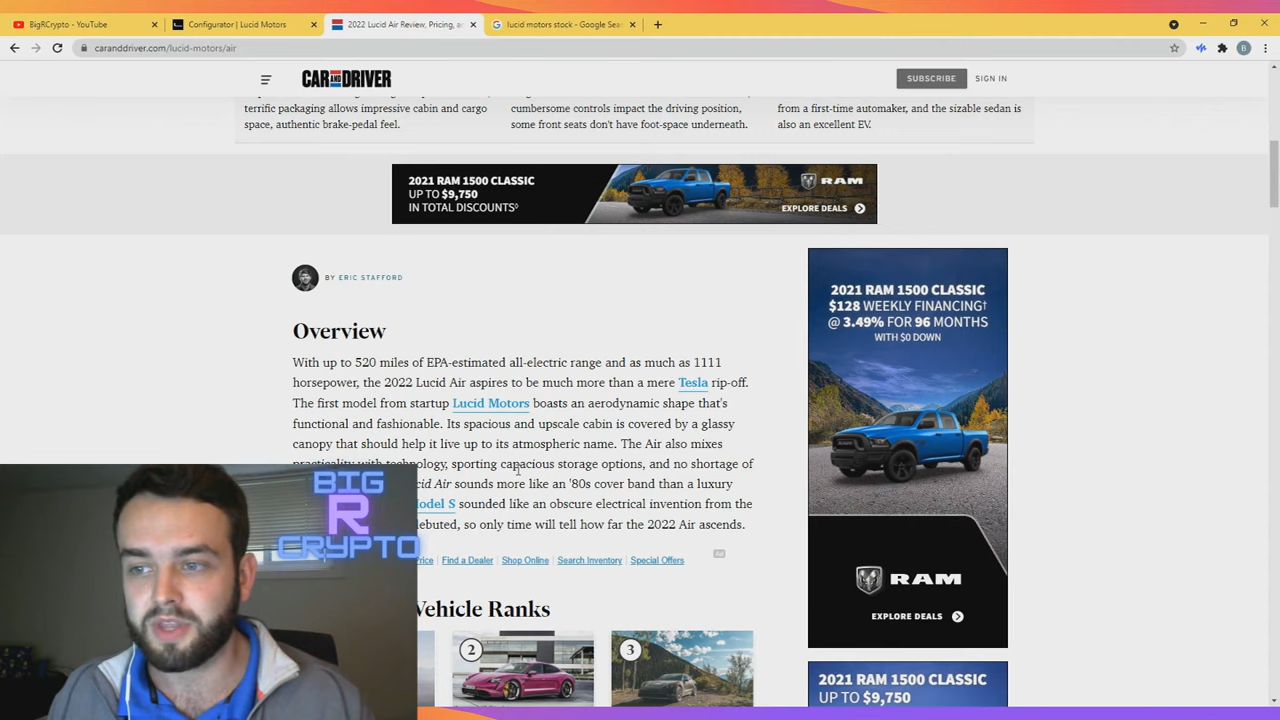 BigRCrypto - YouTube
Configurator | Lucid Motors
2022 Lucid Air Review, Pricing, a
lucid motors stock - Google Sea
caranddriver.com/lucid-motors/air
B
CAR AND DRIVER
SUBSCRIBE
SIGN IN
terrific packaging allows impressive cabin and cargo
space, authentic brake-pedal feel.
cumbersome controls impact the driving position,
some front seats don't have foot-space underneath.
from a first-time automaker, and the sizable sedan is
also an excellent EV.
2021 RAM 1500 CLASSIC
UP TO $9,750
IN TOTAL DISCOUNTS◊
RAM
EXPLORE DEALS
BY ERIC STAFFORD
Overview
With up to 520 miles of EPA-estimated all-electric range and as much as 1111
horsepower, the 2022 Lucid Air aspires to be much more than a mere Tesla rip-off.
The first model from startup Lucid Motors boasts an aerodynamic shape that's
functional and fashionable. Its spacious and upscale cabin is covered by a glassy
canopy that should help it live up to its atmospheric name. The Air also mixes
practicality with technology, sporting capacious storage options, and no shortage of
cid Air sounds more like an '80s cover band than a luxury
odel S sounded like an obscure electrical invention from the
ebuted, so only time will tell how far the 2022 Air ascends.
rice | Find a Dealer | Shop Online | Search Inventory | Special Offers
Ad
Vehicle Ranks
2
3
2021 RAM 1500 CLASSIC
$128 WEEKLY FINANCING†
@ 3.49% FOR 96 MONTHS
WITH $0 DOWN
RAM
EXPLORE DEALS
2021 RAM 1500 CLASSIC
UP TO $9,750
BIG
R
CRYPTO